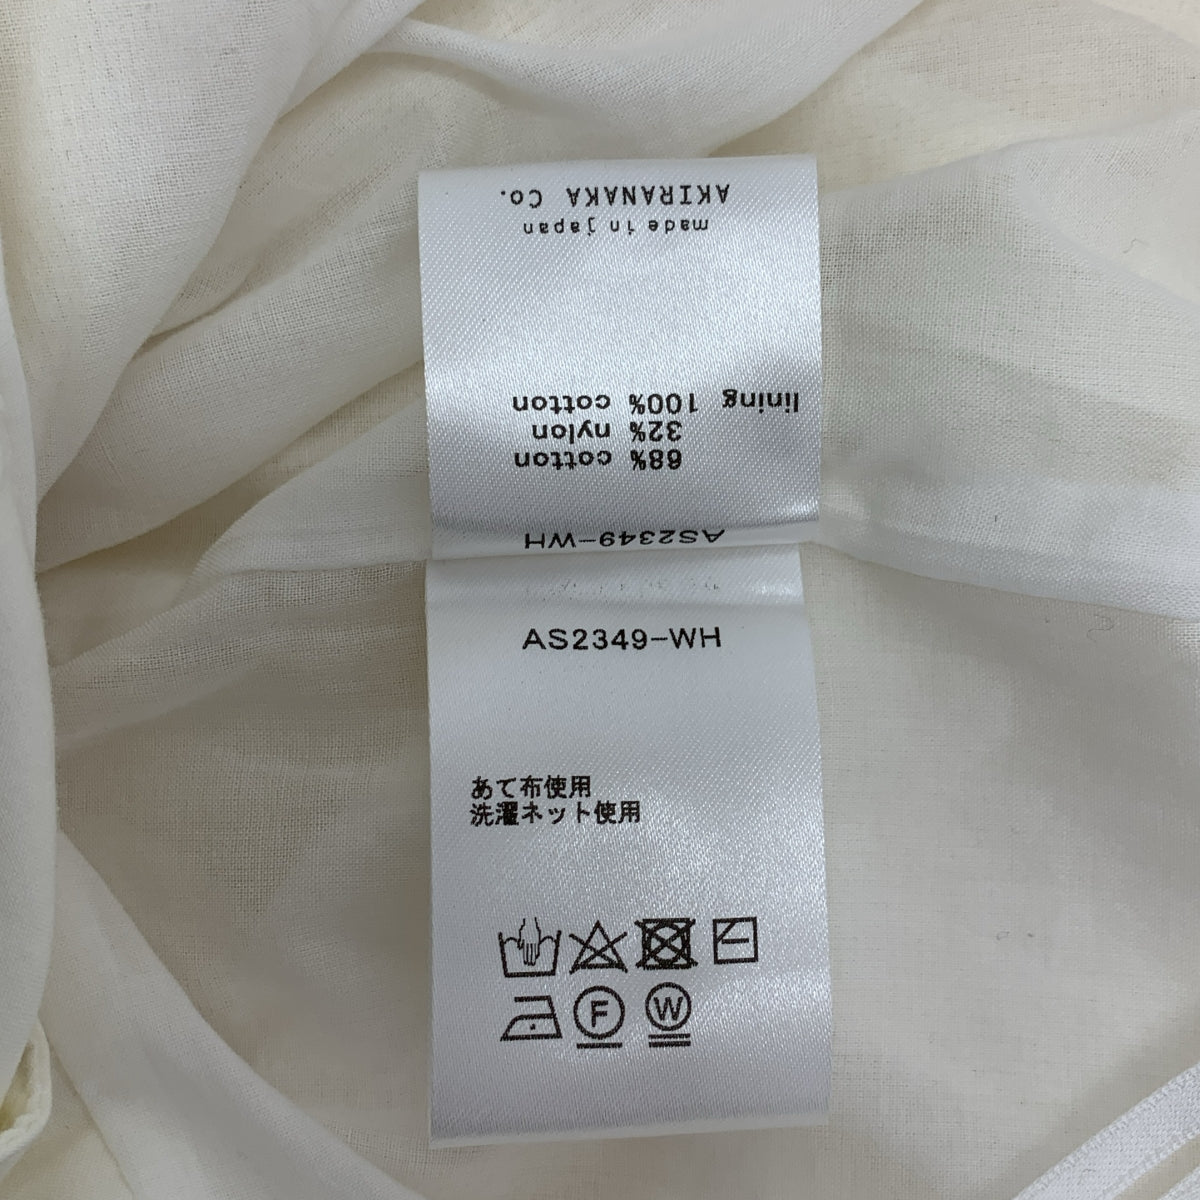 AKIRANAKA Co.
made in japan
lining 100% cotton
32% nylon
68% cotton
AS2349-WH
AS2349-WH
あて布使用
洗濯ネット使用
F
W